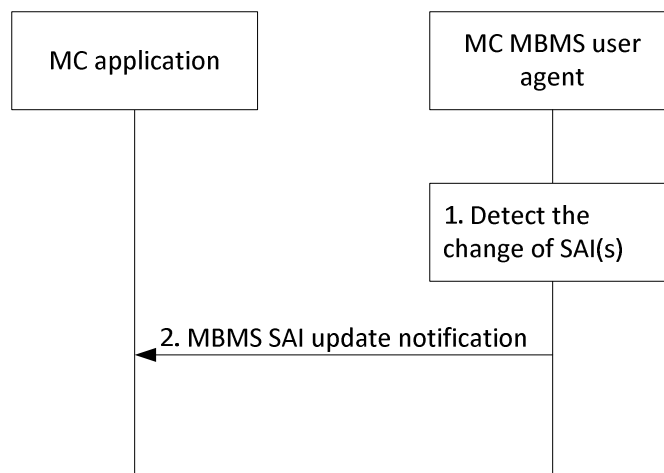 MC application
MC MBMS user
agent
1. Detect the
change of SAI(s)
2. MBMS SAI update notification